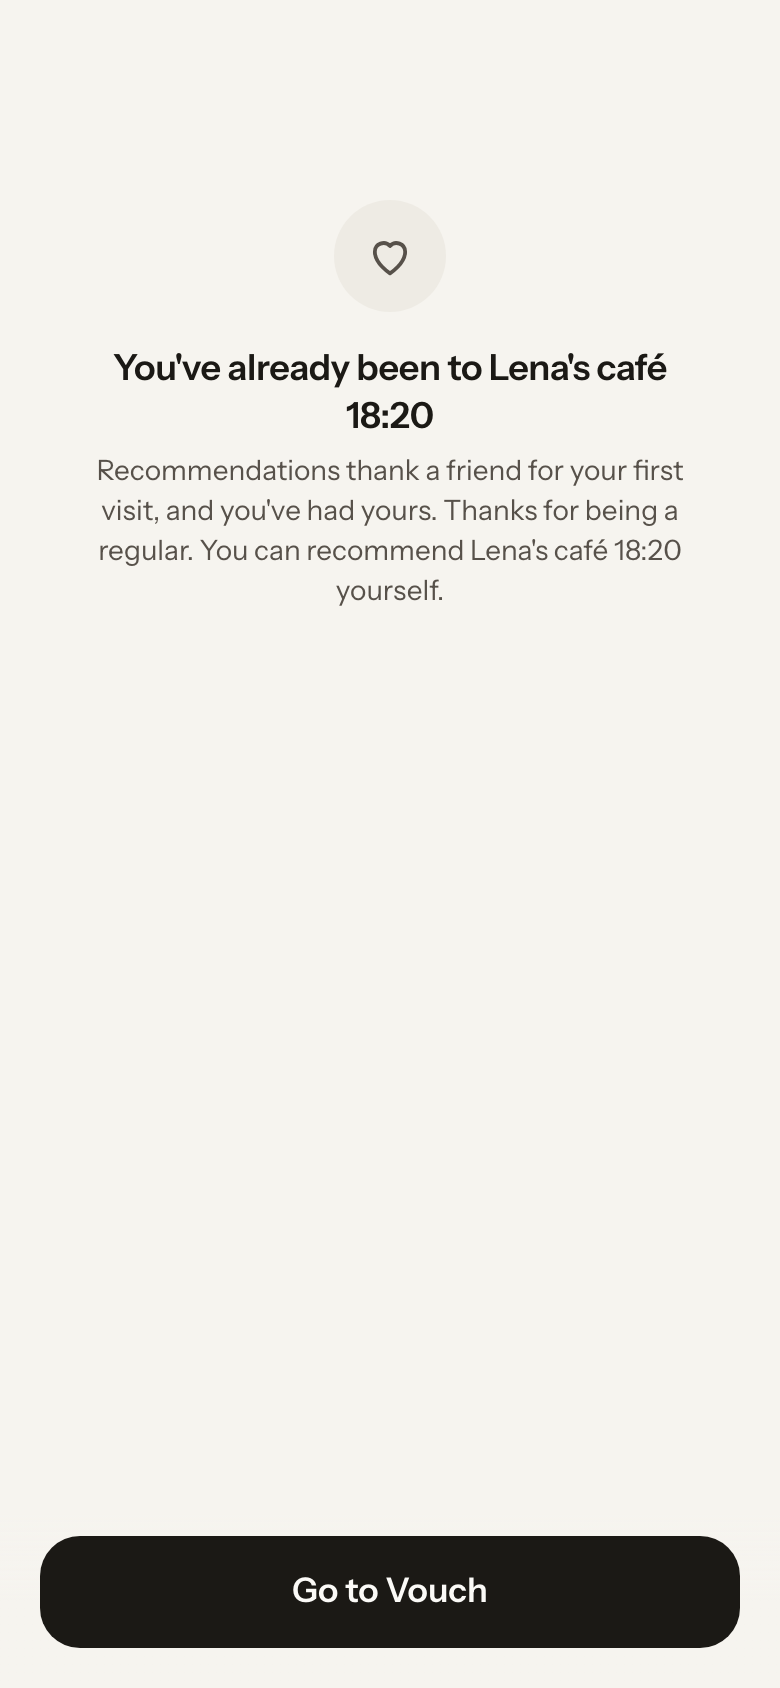 You've already been to Lena's café
18:20
Recommendations thank a friend for your first
visit, and you've had yours. Thanks for being a
regular. You can recommend Lena's café 18:20
yourself.
Go to Vouch